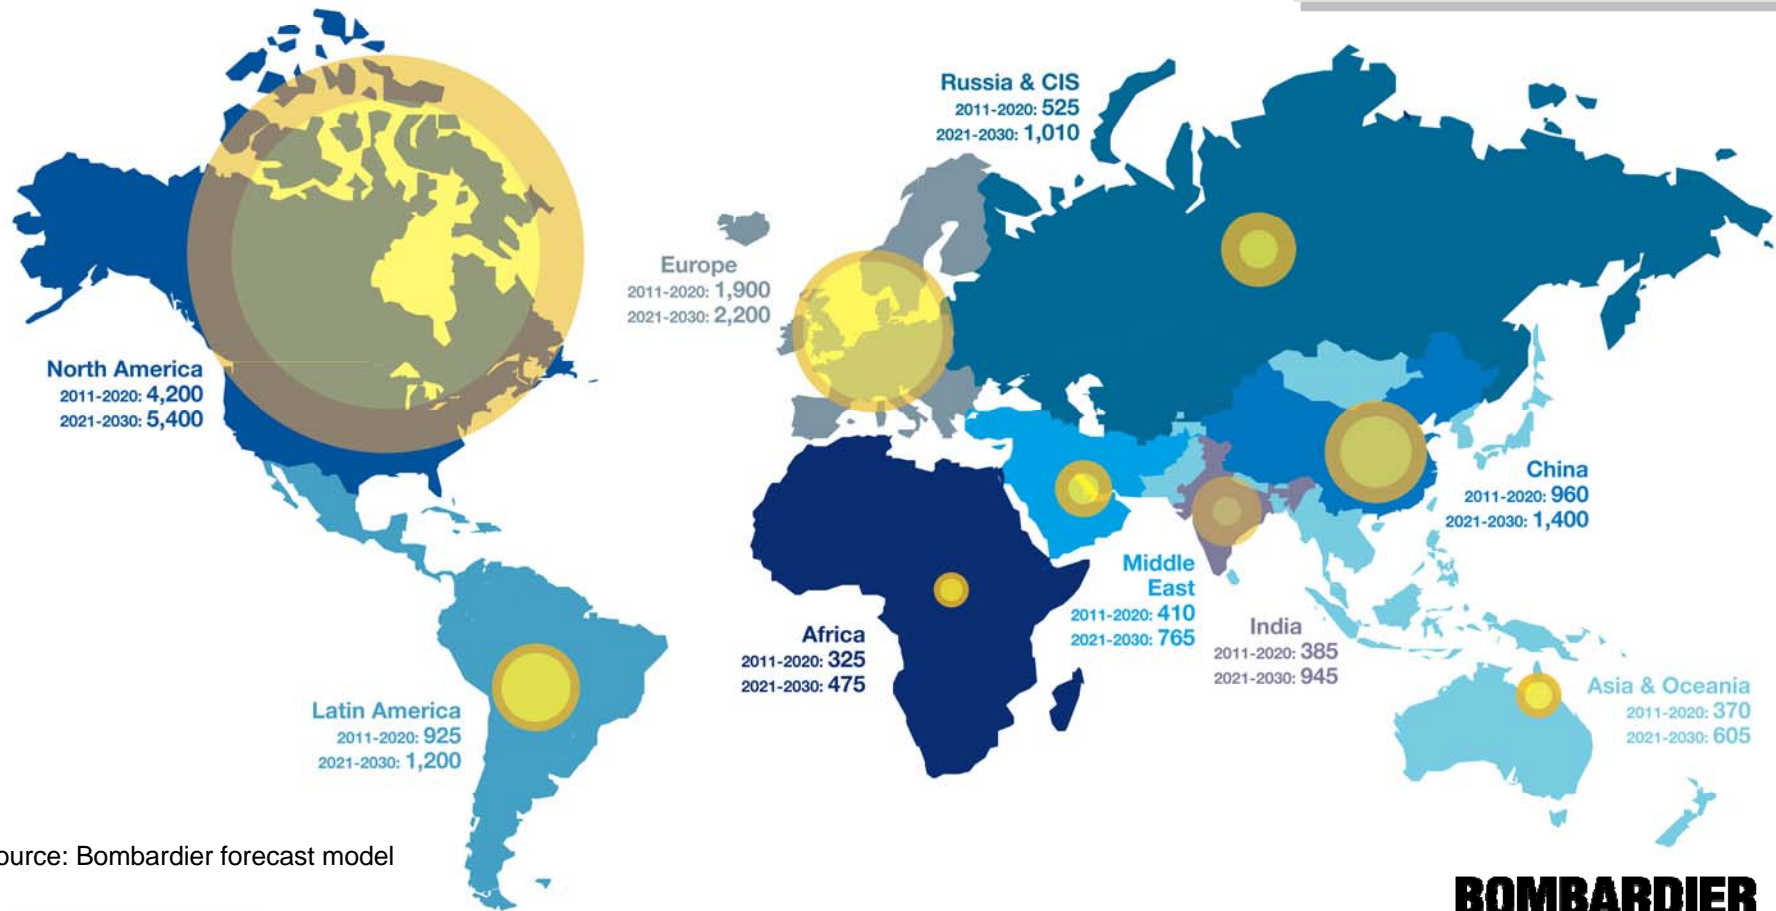 Russia & CIS
2011-2020: 525
2021-2030: 1,010
Europe
2011-2020: 1,900
2021-2030: 2,200
North America
2011-2020: 4,200
2021-2030: 5,400
China
2011-2020: 960
2021-2030: 1,400
Middle
East
2011-2020: 410
2021-2030: 765
India
2011-2020: 385
2021-2030: 945
Africa
2011-2020: 325
2021-2030: 475
Asia & Oceania
2011-2020: 370
2021-2030: 605
Latin America
2011-2020: 925
2021-2030: 1,200
ource: Bombardier forecast model
BOMBARDIER